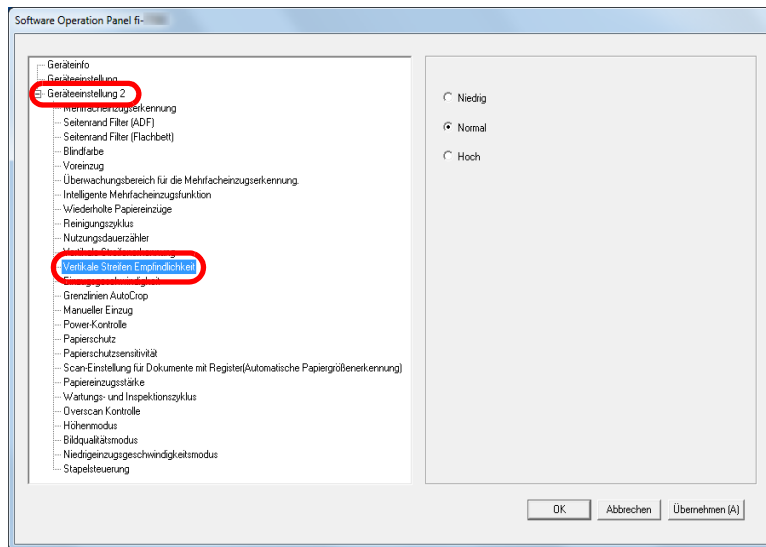 Software Operation Panel fi-
Geräteinfo
Geräteeinstellung
Geräteeinstellung 2
Mehrfacheinzugserkennung
Seitenrand Filter (ADF)
Seitenrand Filter (Flachbett)
Blindfarbe
Voreinzug
Überwachungsbereich für die Mehrfacheinzugserkennung.
Intelligente Mehrfacheinzugsfunktion
Wiederholte Papiereinzüge
Reinigungszyklus
Nutzungsdauerzähler
Vertikale Streifenerkennung
Vertikale Streifen Empfindlichkeit
Einzugsgeschwindigkeit
Grenzlinien AutoCrop
Manueller Einzug
Power-Kontrolle
Papierschutz
Papierschutzsensitivität
Scan-Einstellung für Dokumente mit Register(Automatische Papiergrößenerkennung)
Papiereinzugsstärke
Wartungs- und Inspektionszyklus
Overscan Kontrolle
Höhenmodus
Bildqualitätsmodus
Niedrigeinzugsgeschwindigkeitsmodus
Stapelsteuerung
Niedrig
Normal
Hoch
OK
Abbrechen
Übernehmen (A)